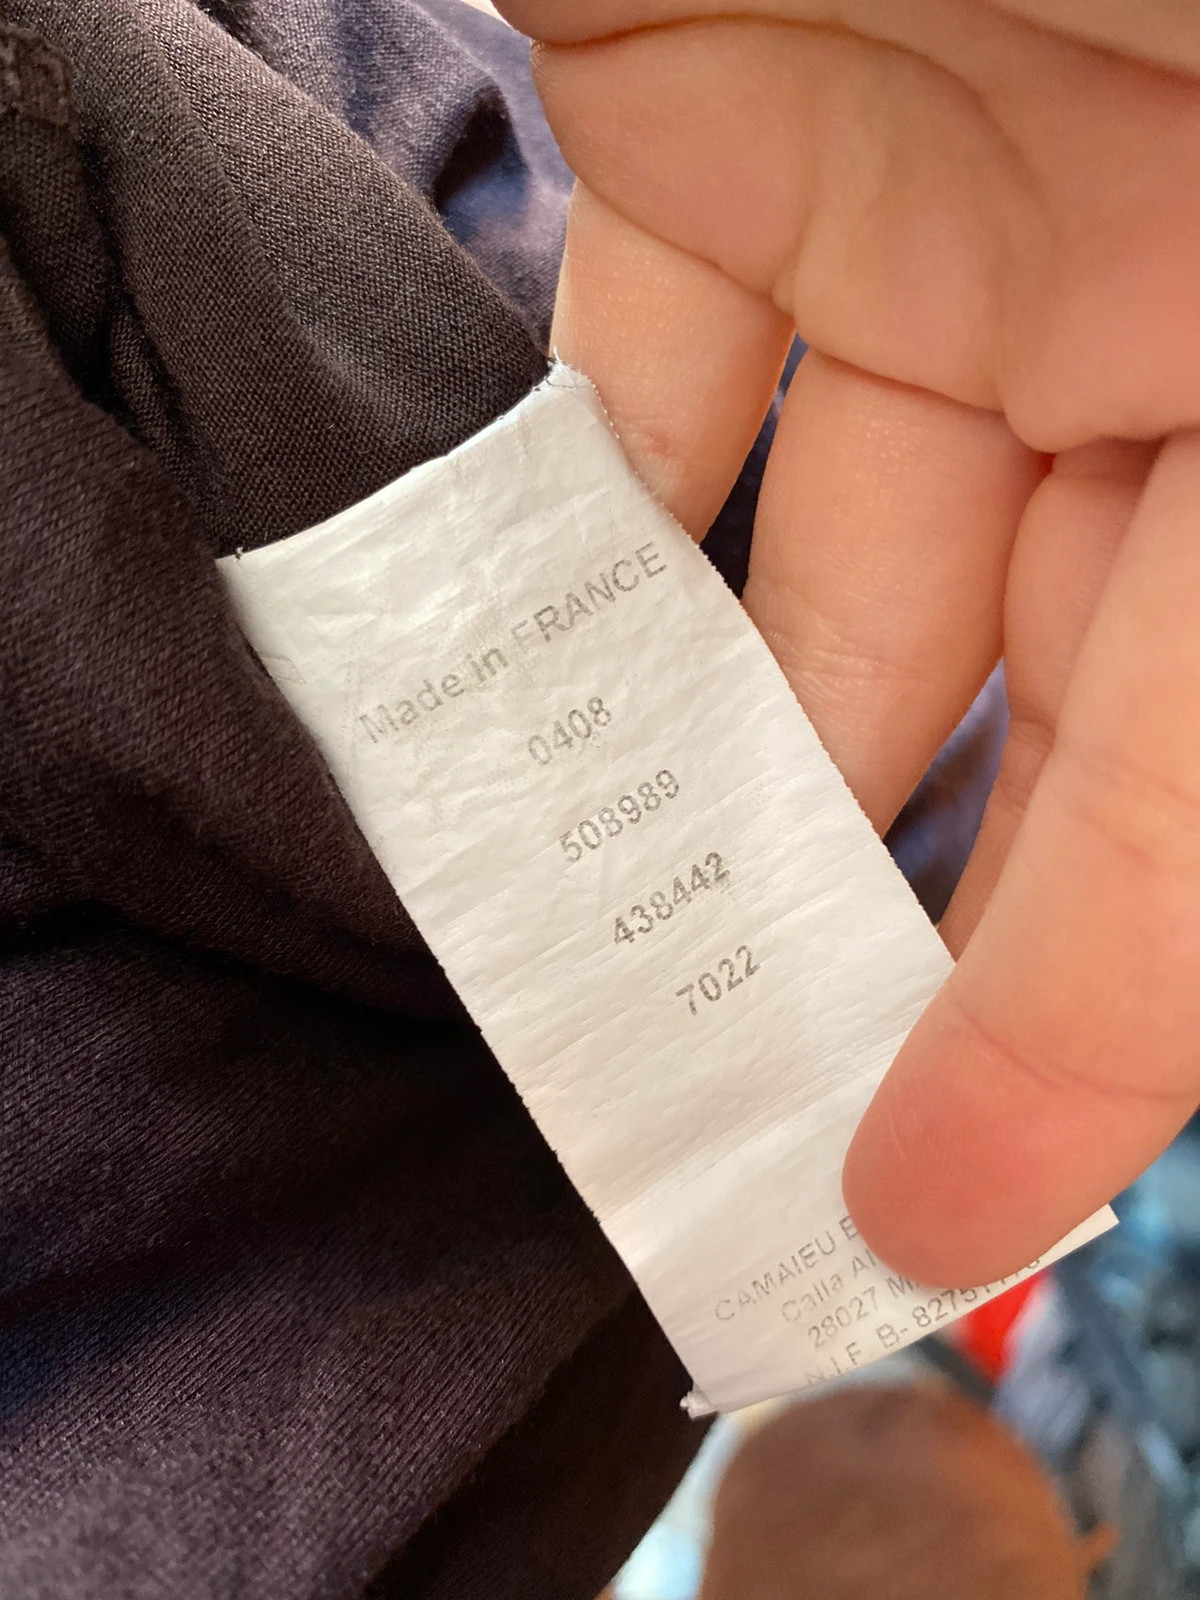 Made in FRANCE
0408
508989
438442
7022
CAMAIEU
Calla
28027
N.I.F. B-